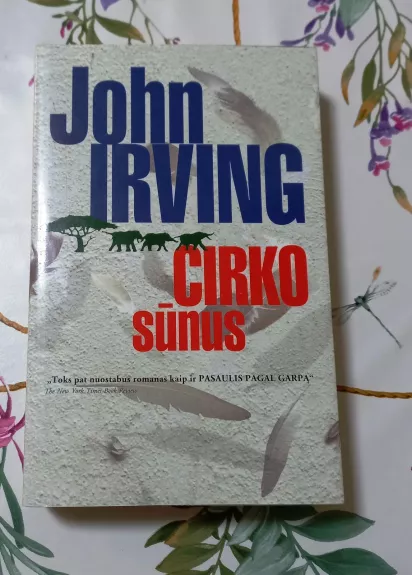 John
IRVING
CIRKO
sūnus
„Toks pat nuostabus romanas kaip ir PASAULIS PAGAL GARPĄ“
The New York Times Book Review